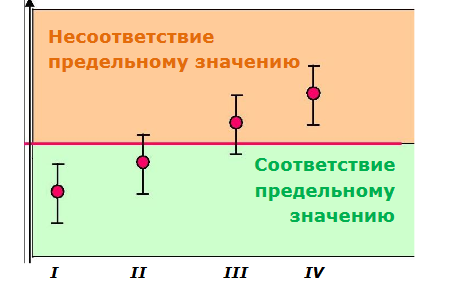 Несоответствие
предельному значению
Соответствие
предельному
значению
I II III IV